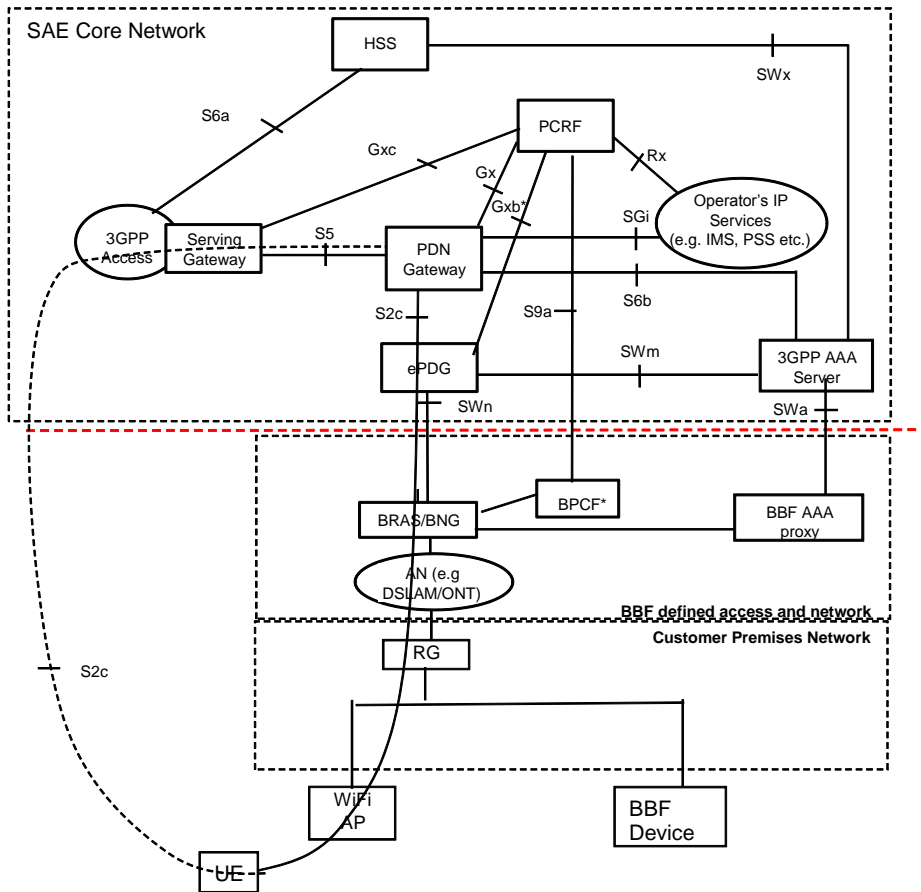 SAE Core Network
HSS
SWx
S6a
PCRF
Gxc
Rx
Gx
Gxb*
Operator's IP
Services
(e.g. IMS, PSS etc.)
SGi
3GPP
Access
Serving
Gateway
S5
PDN
Gateway
S6b
S2c
S9a
ePDG
SWm
3GPP AAA
Server
SWn
SWa
BPCF*
BRAS/BNG
BBF AAA
proxy
AN (e.g
DSLAM/ONT)
BBF defined access and network
Customer Premises Network
RG
S2c
WiFi
AP
BBF
Device
UE